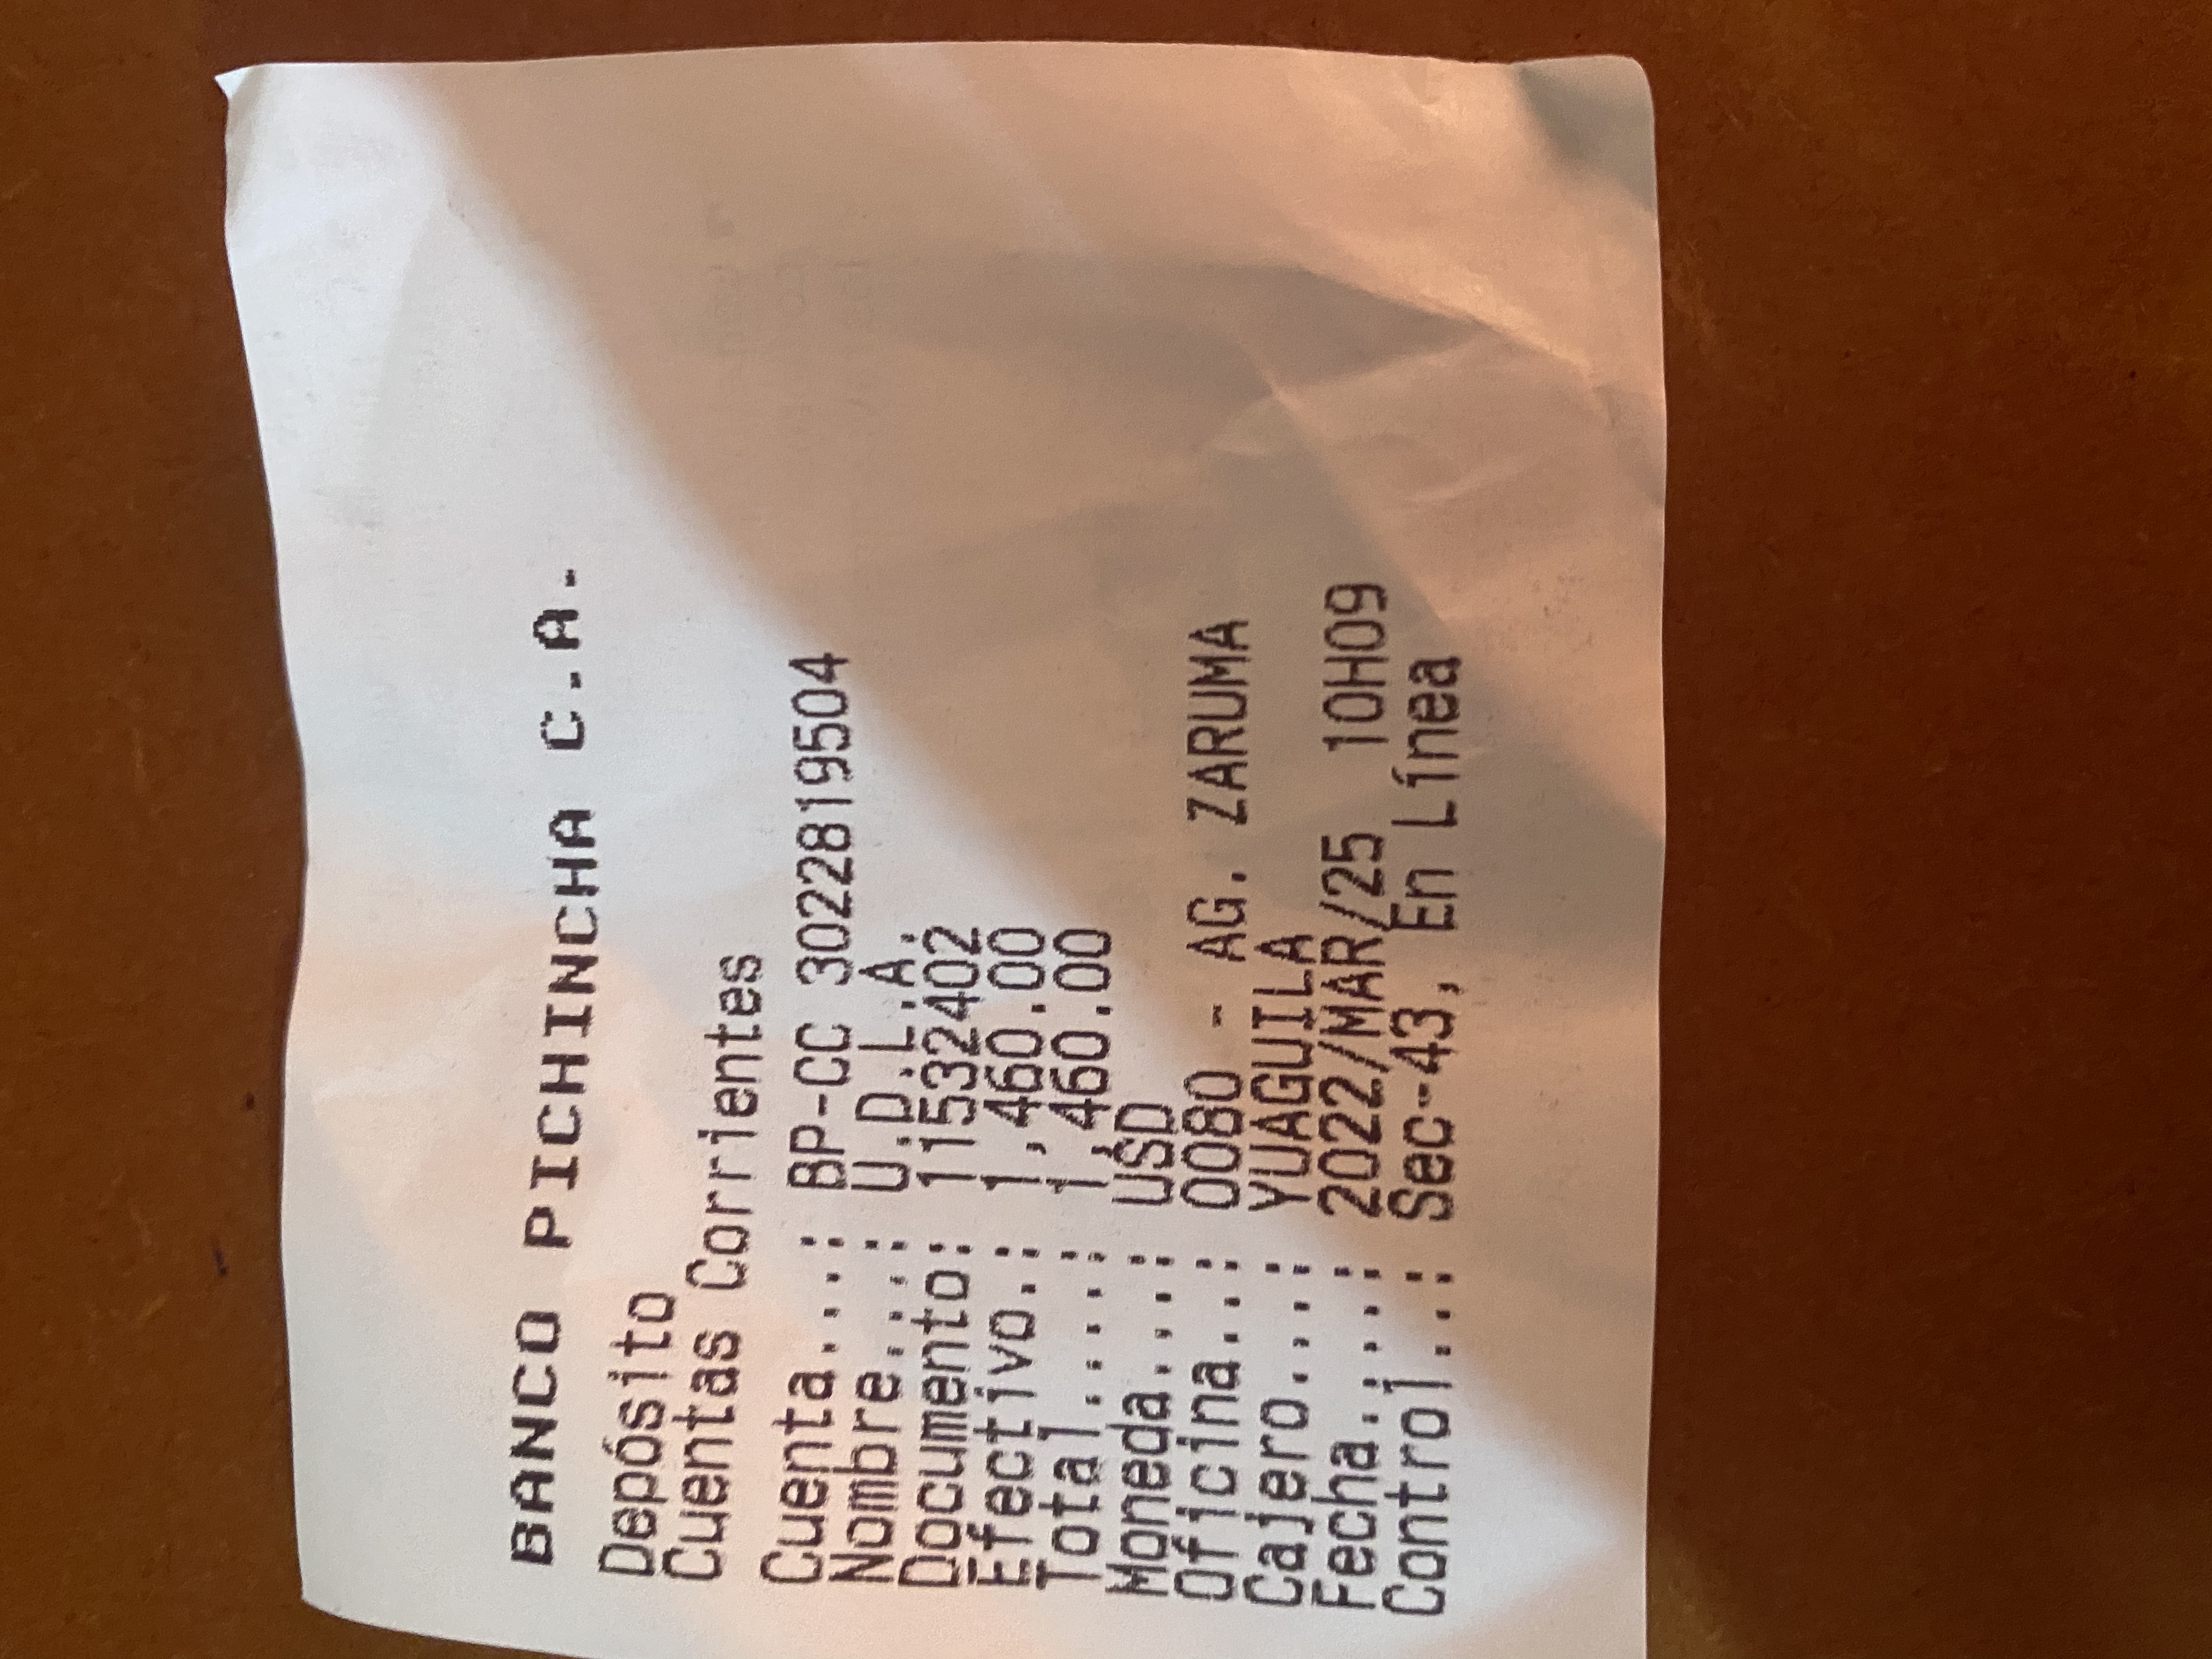 BANCO PICHINCHA C.A.
Depósito
Cuentas Corrientes
Cuenta....: BP-CC 3022819504
Nombre....: U.D.L.A.
Documento: 11532402
Efectivo.: 1,460.00
Total.....: 1,460.00
Moneda....: USD
Oficina...: 0080 - AG. ZARUMA
Cajero....: YUAGUILA
Fecha.....: 2022/MAR/25 10H09
Control...: Sec-43, En Línea